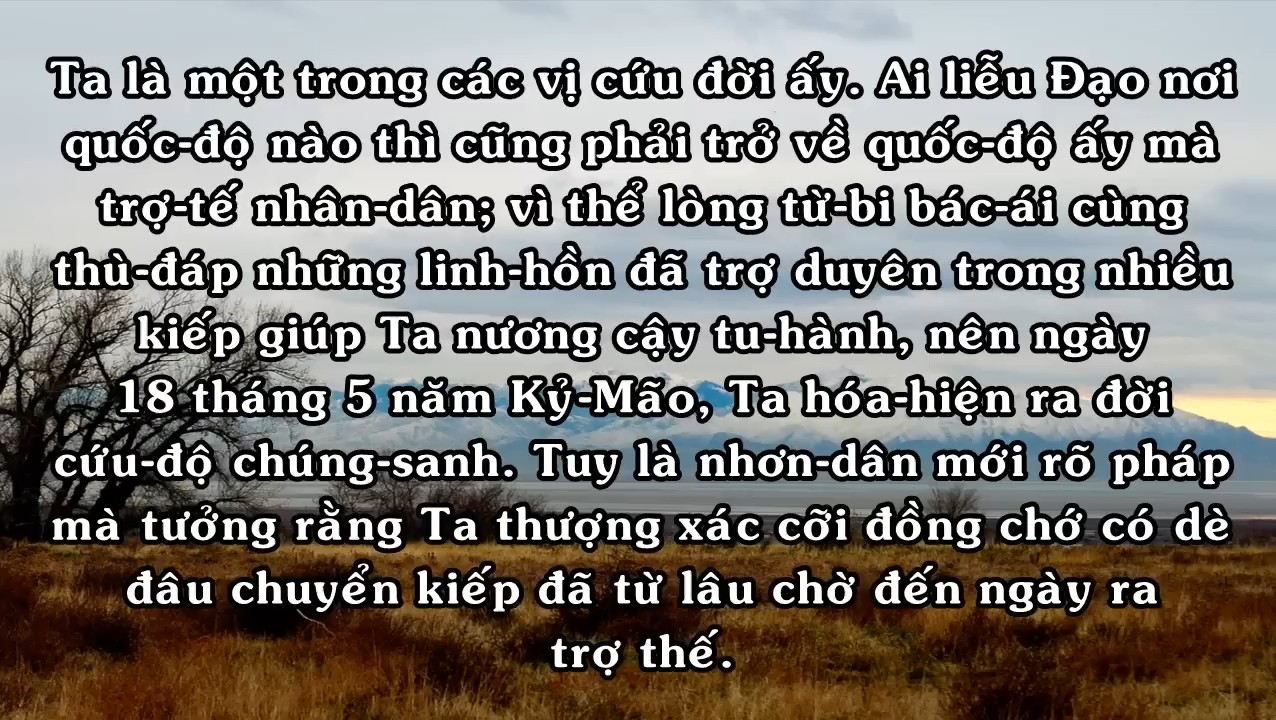 Ta là một trong các vị cứu đời ấy. Ai liễu Đạo nơi
quốc-độ nào thì cũng phải trở về quốc-độ ấy mà
trợ-tế nhân-dân; vì thể lòng từ-bi bác-ái cùng
thù-đáp những linh-hồn đã trợ duyên trong nhiều
kiếp giúp Ta nương cậy tu-hành, nên ngày
18 tháng 5 năm Kỷ-Mão, Ta hóa-hiện ra đời
cứu-độ chúng-sanh. Tuy là nhơn-dân mới rõ pháp
mà tưởng rằng Ta thượng xác cỡi đồng chớ có dè
đâu chuyển kiếp đã từ lâu chờ đến ngày ra
trợ thế.